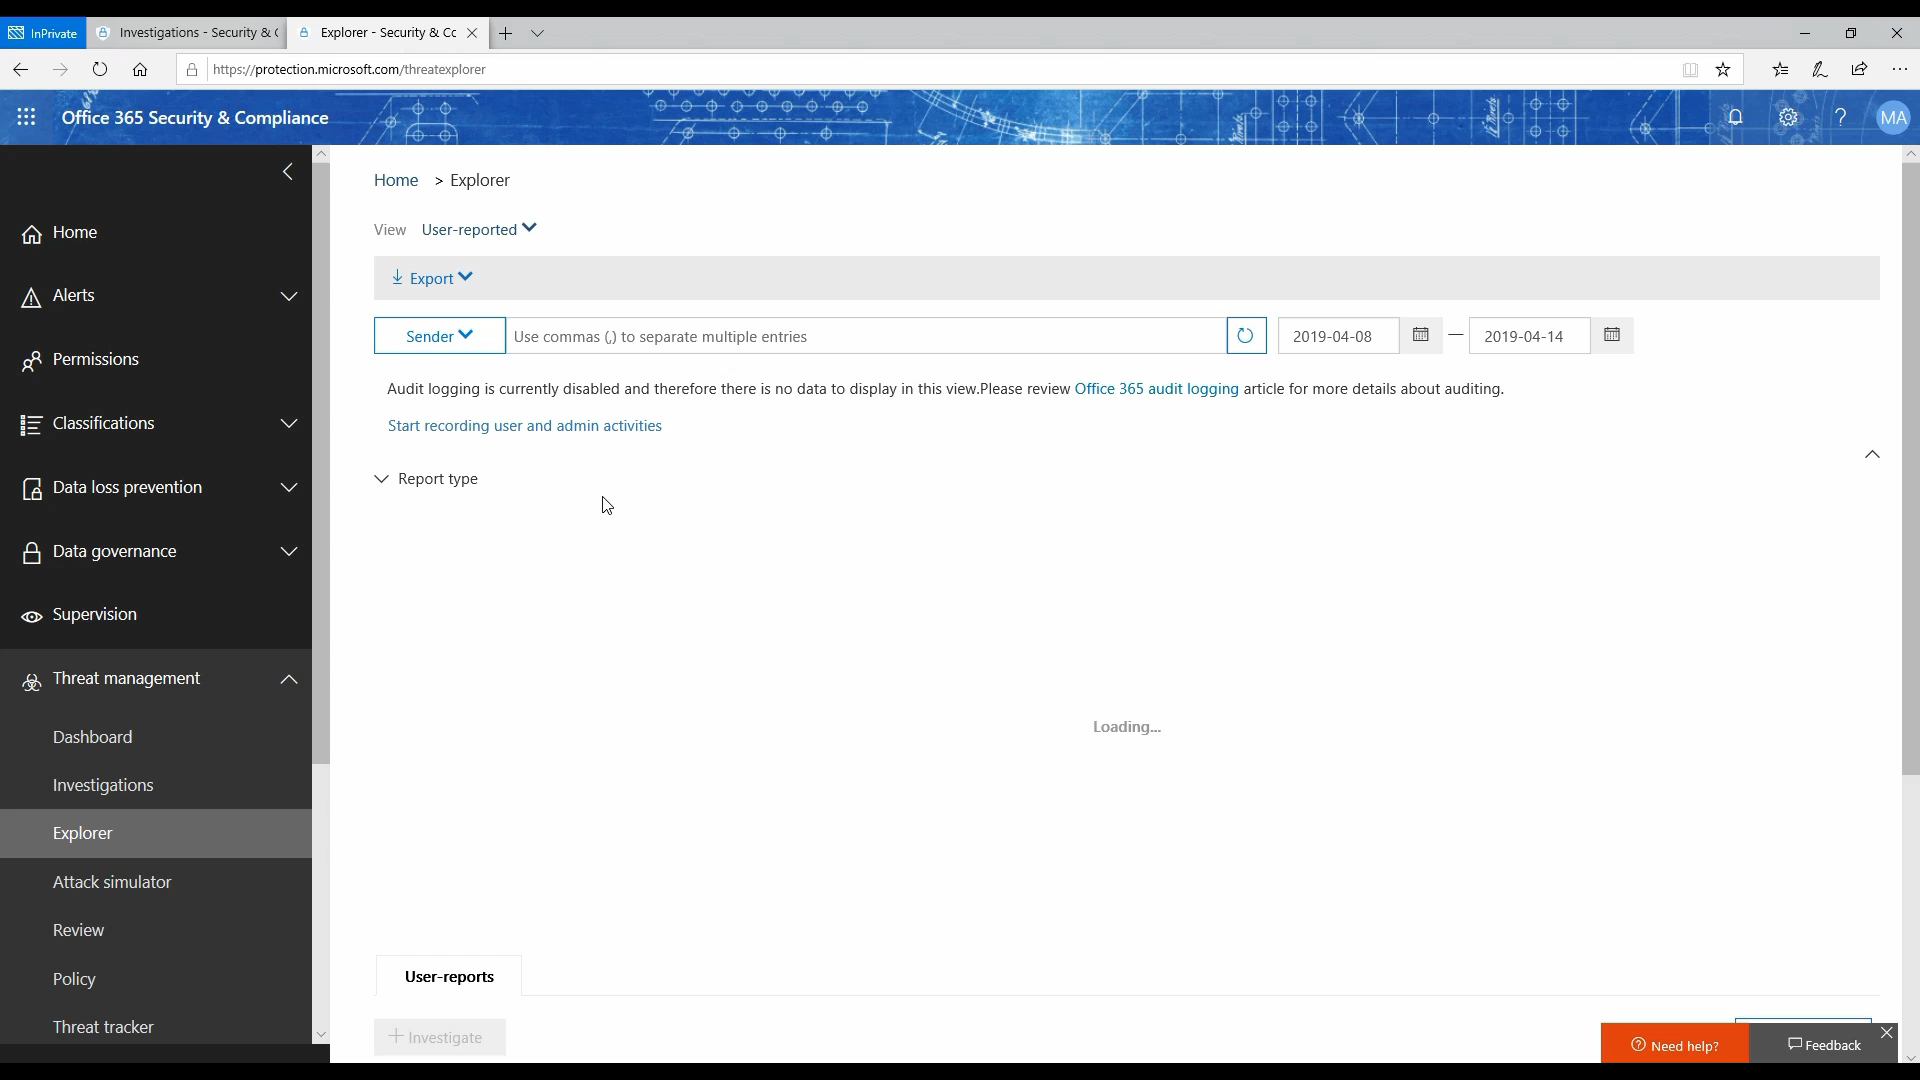 InPrivate
Investigations - Security & C
Explorer - Security & Cc
https://protection.microsoft.com/threatexplorer
Office 365 Security & Compliance
MA
Home
Alerts
Permissions
Classifications
Data loss prevention
Data governance
Supervision
Threat management
Dashboard
Investigations
Explorer
Attack simulator
Review
Policy
Threat tracker
Home > Explorer
View User-reported
Export
Sender Use commas (,) to separate multiple entries 2019-04-08 — 2019-04-14
Audit logging is currently disabled and therefore there is no data to display in this view.Please review Office 365 audit logging article for more details about auditing.
Start recording user and admin activities
Report type
Loading...
User-reports
+ Investigate
Need help?
Feedback